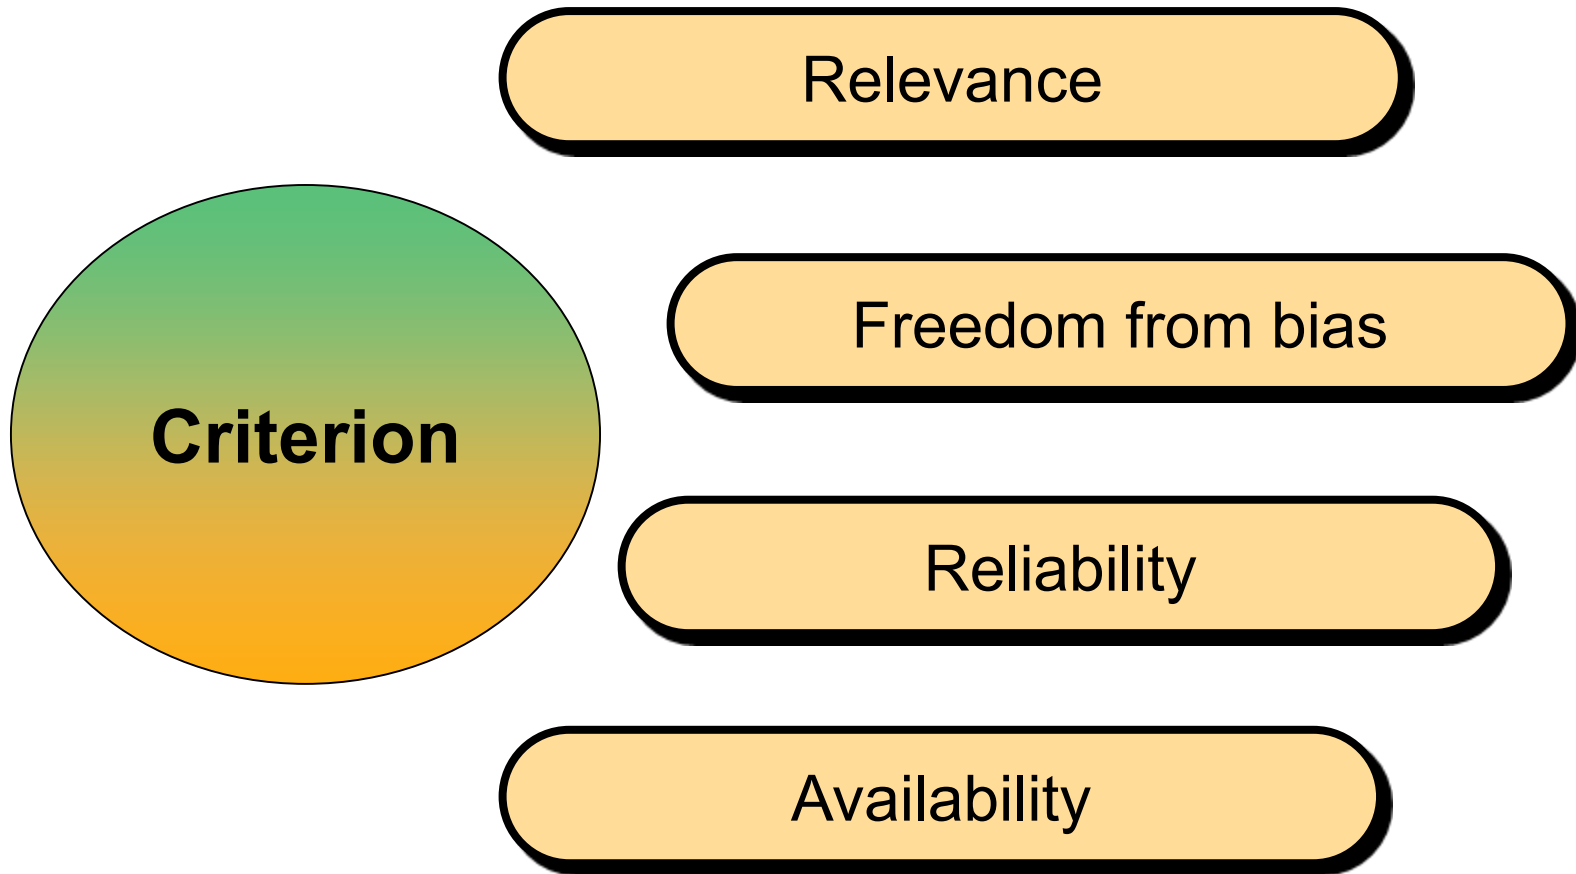 Relevance
Freedom from bias
Criterion
Reliability
Availability